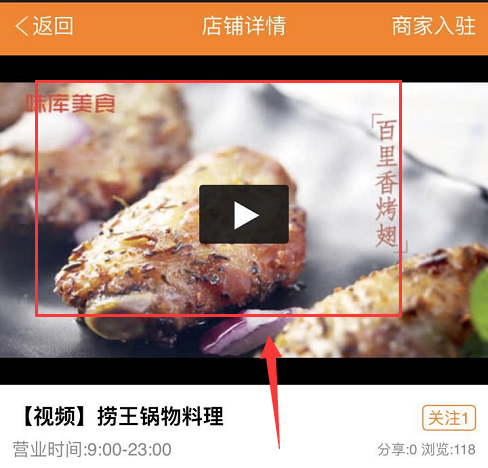 返回
店铺详情
商家入驻
味库美食
「百里香烤翅」
【视频】捞王锅物料理
关注1
营业时间:9:00-23:00
分享:0 浏览:118